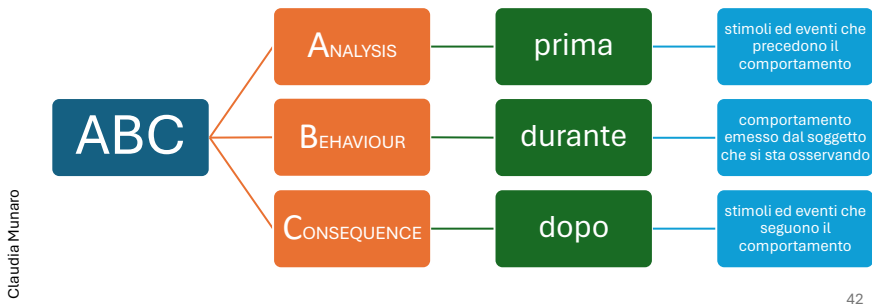 ABC
ANALYSIS
prima
stimoli ed eventi che
precedono il
comportamento
BEHAVIOUR
durante
comportamento
emesso dal soggetto
che si sta osservando
CONSEQUENCE
dopo
stimoli ed eventi che
seguono il
comportamento
Claudia Munaro
42